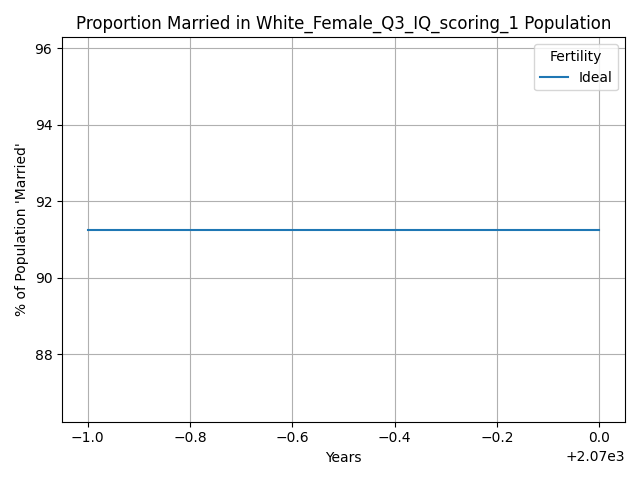 Proportion Married in White_Female_Q3_IQ_scoring_1 Population
Fertility
Ideal
% of Population 'Married'
96
94
92
90
88
−1.0 −0.8 −0.6 −0.4 −0.2 0.0
Years
+2.07e3